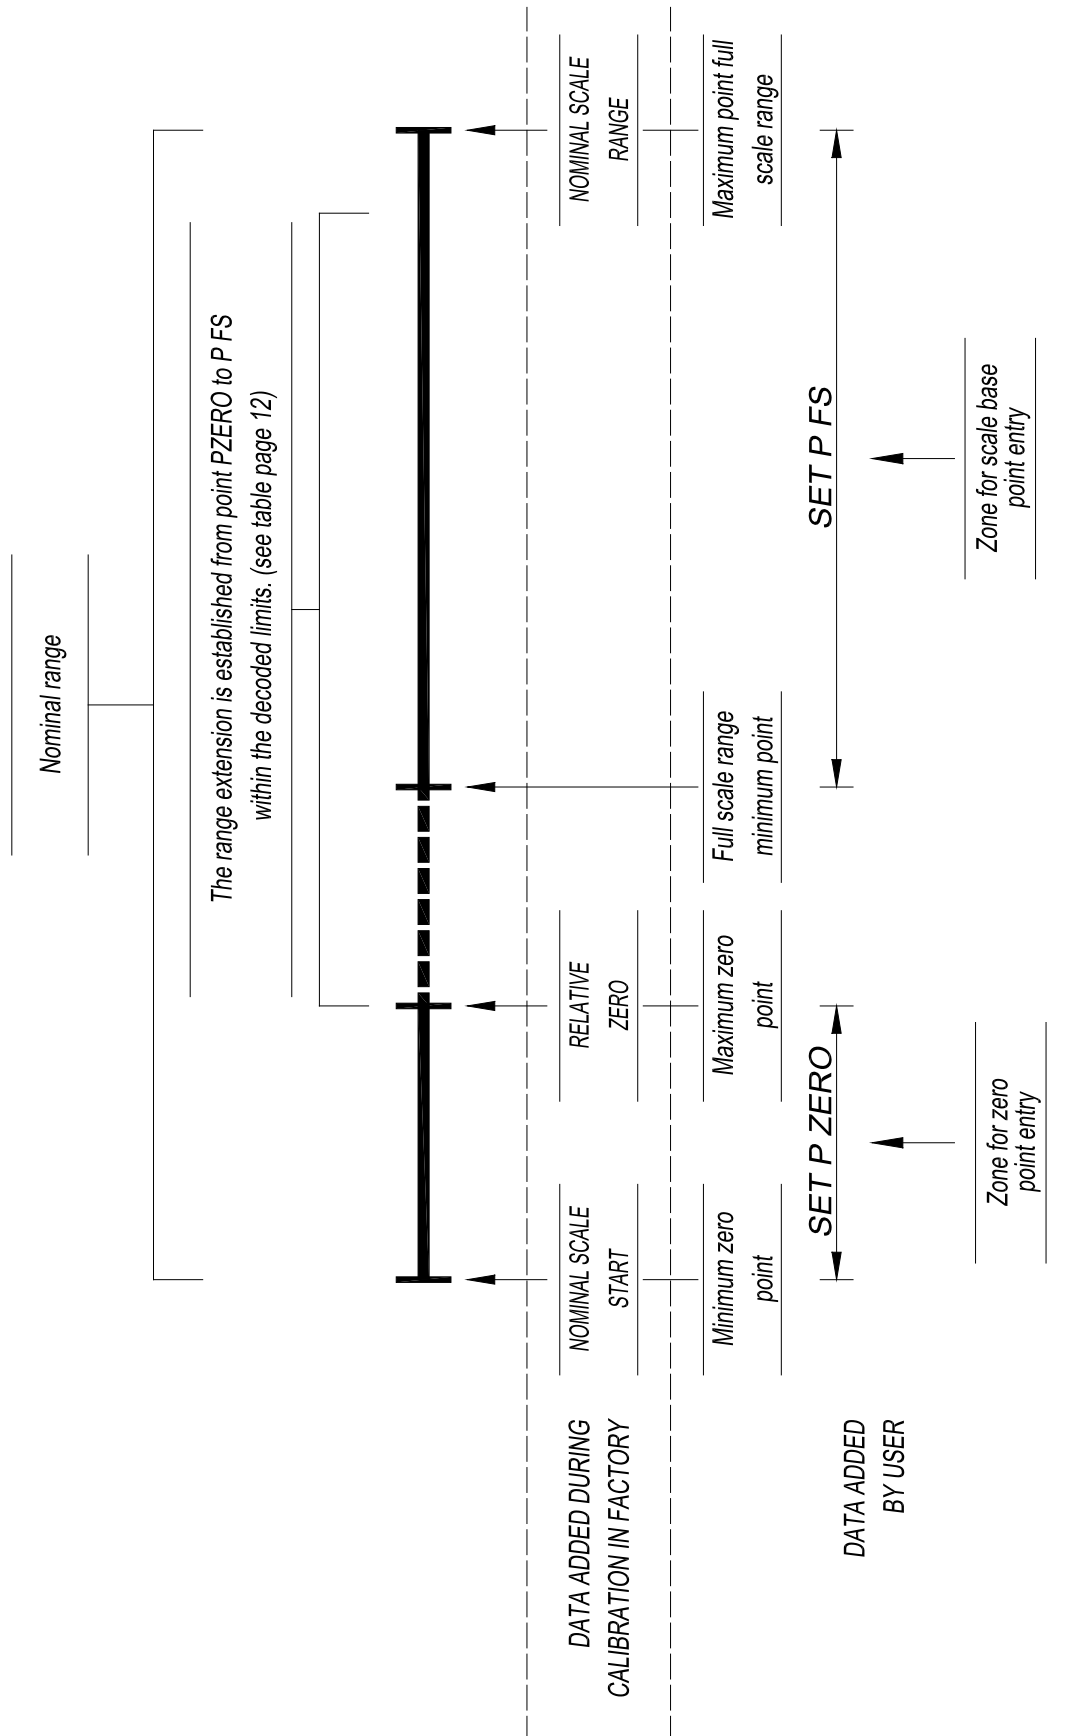 Nominal range
The range extension is established from point PZERO to P FS
within the decoded limits. (see table page 12)
DATA ADDED DURING
CALIBRATION IN FACTORY
NOMINAL SCALE
START
RELATIVE
ZERO
NOMINAL SCALE
RANGE
Minimum zero
point
Maximum zero
point
Full scale range
minimum point
Maximum point full
scale range
DATA ADDED
BY USER
SET P ZERO
SET P FS
Zone for zero
point entry
Zone for scale base
point entry